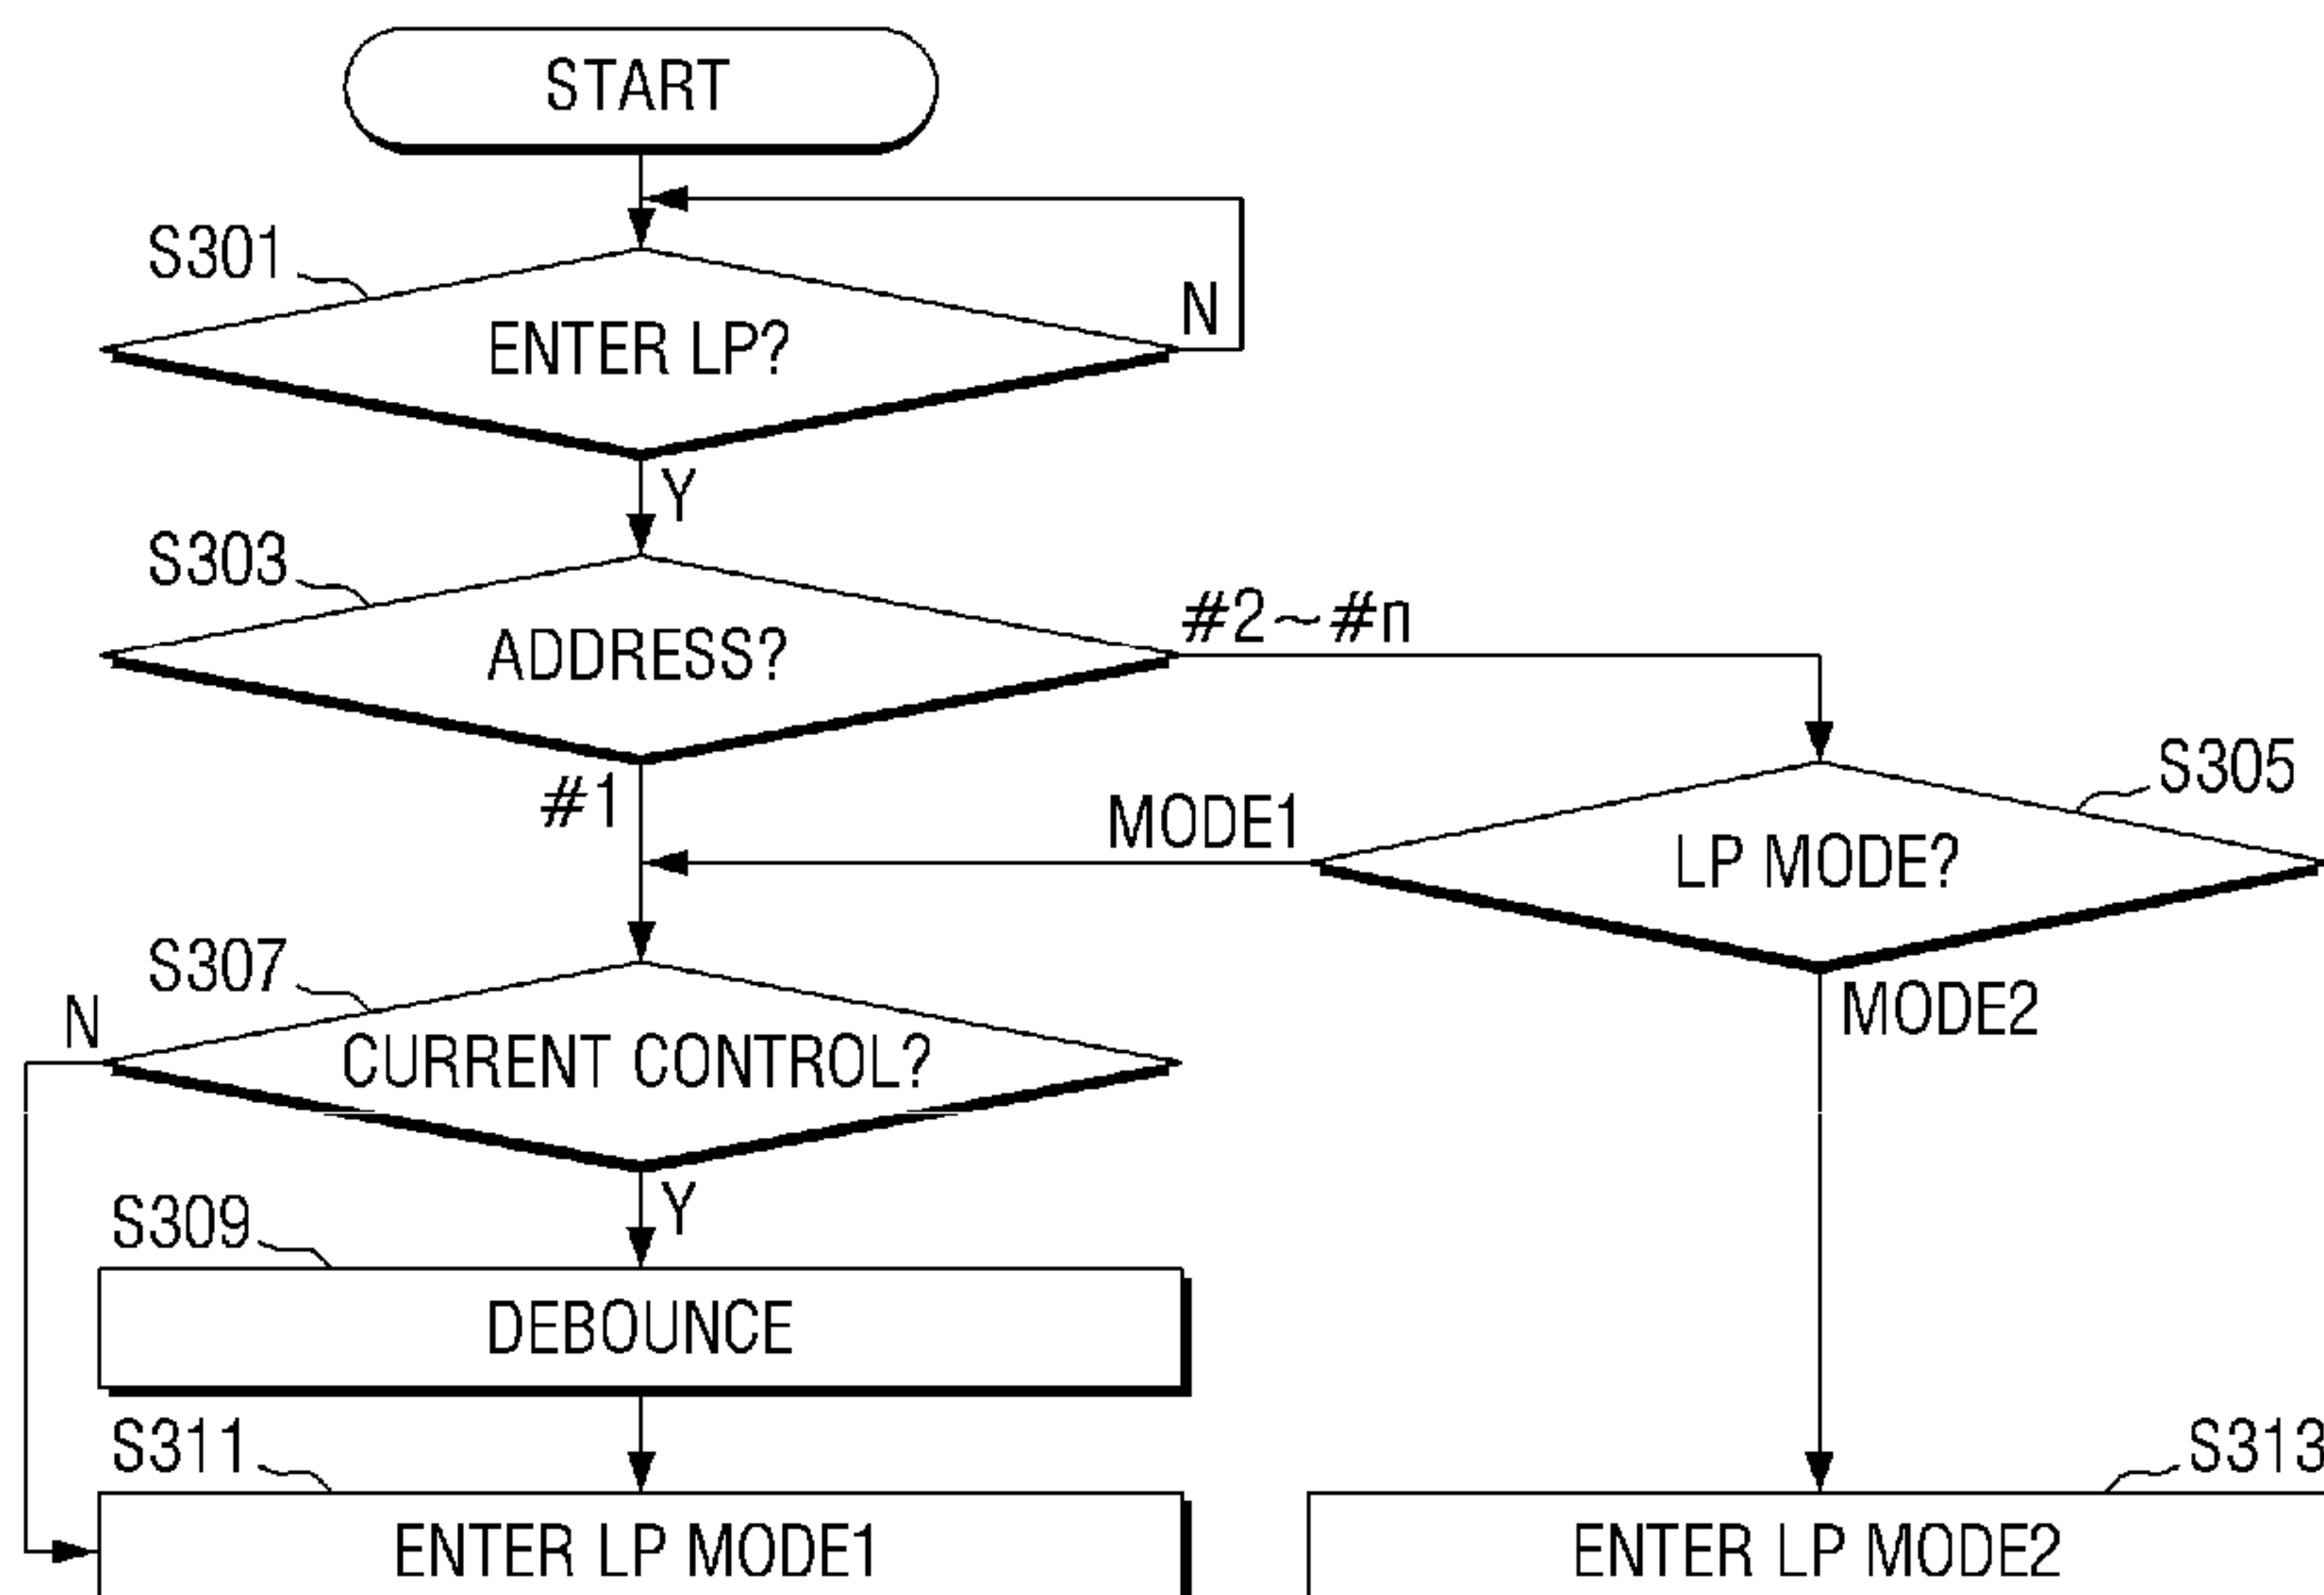 START
S301
N
ENTER LP?
Y
S303
#2~#n
ADDRESS?
S305
#1
MODE1
LP MODE?
S307
N
MODE2
CURRENT CONTROL?
Y
S309
DEBOUNCE
S311
S313
ENTER LP MODE1
ENTER LP MODE2